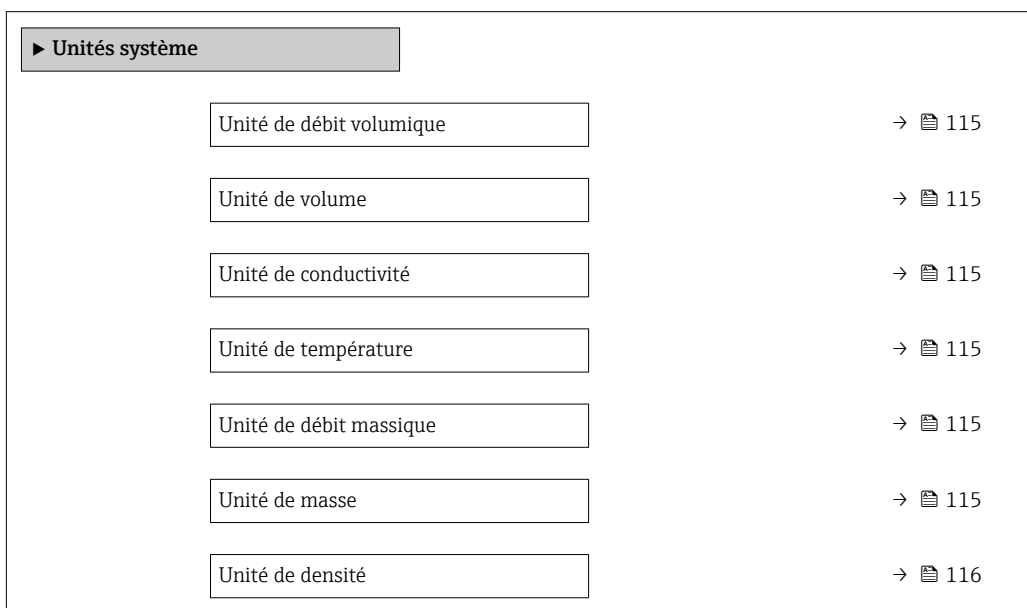 ▶ Unités système
Unité de débit volumique → 115
Unité de volume → 115
Unité de conductivité → 115
Unité de température → 115
Unité de débit massique → 115
Unité de masse → 115
Unité de densité → 116